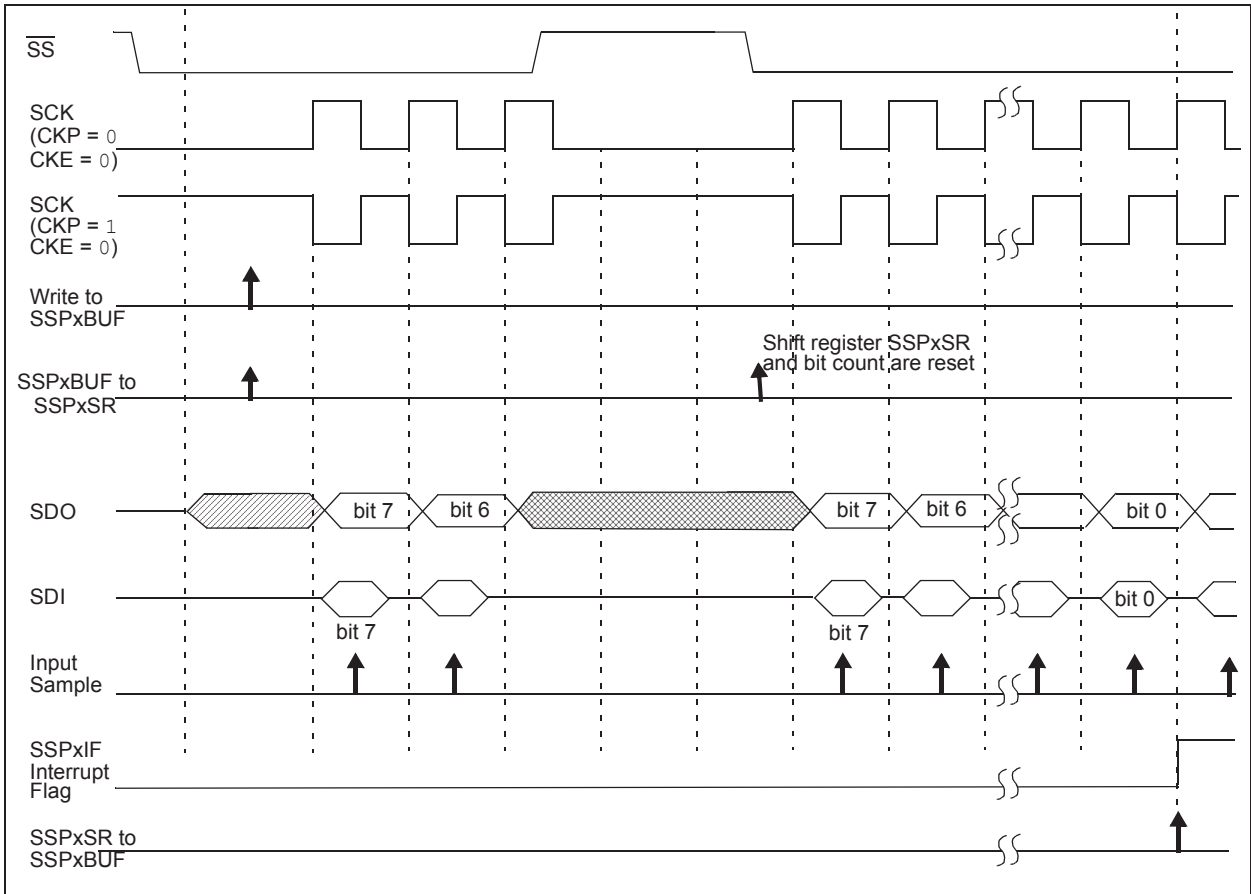 SS
SCK
(CKP = 0
CKE = 0)
SCK
(CKP = 1
CKE = 0)
Write to
SSPxBUF
Shift register SSPxSR
and bit count are reset
SSPxBUF to
SSPxSR
SDO
bit 7
bit 6
bit 7
bit 6
bit 0
SDI
bit 0
bit 7
bit 7
Input
Sample
SSPxIF
Interrupt
Flag
SSPxSR to
SSPxBUF